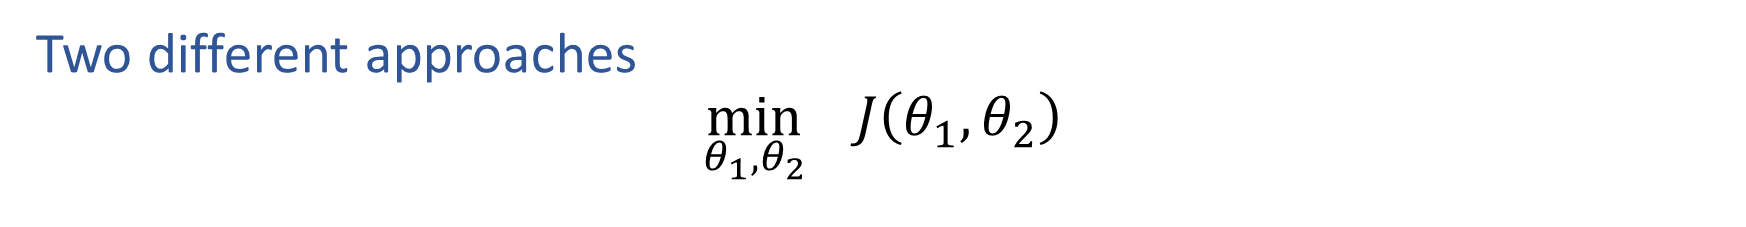 Two different approaches
min J(θ₁, θ₂)
θ₁,θ₂